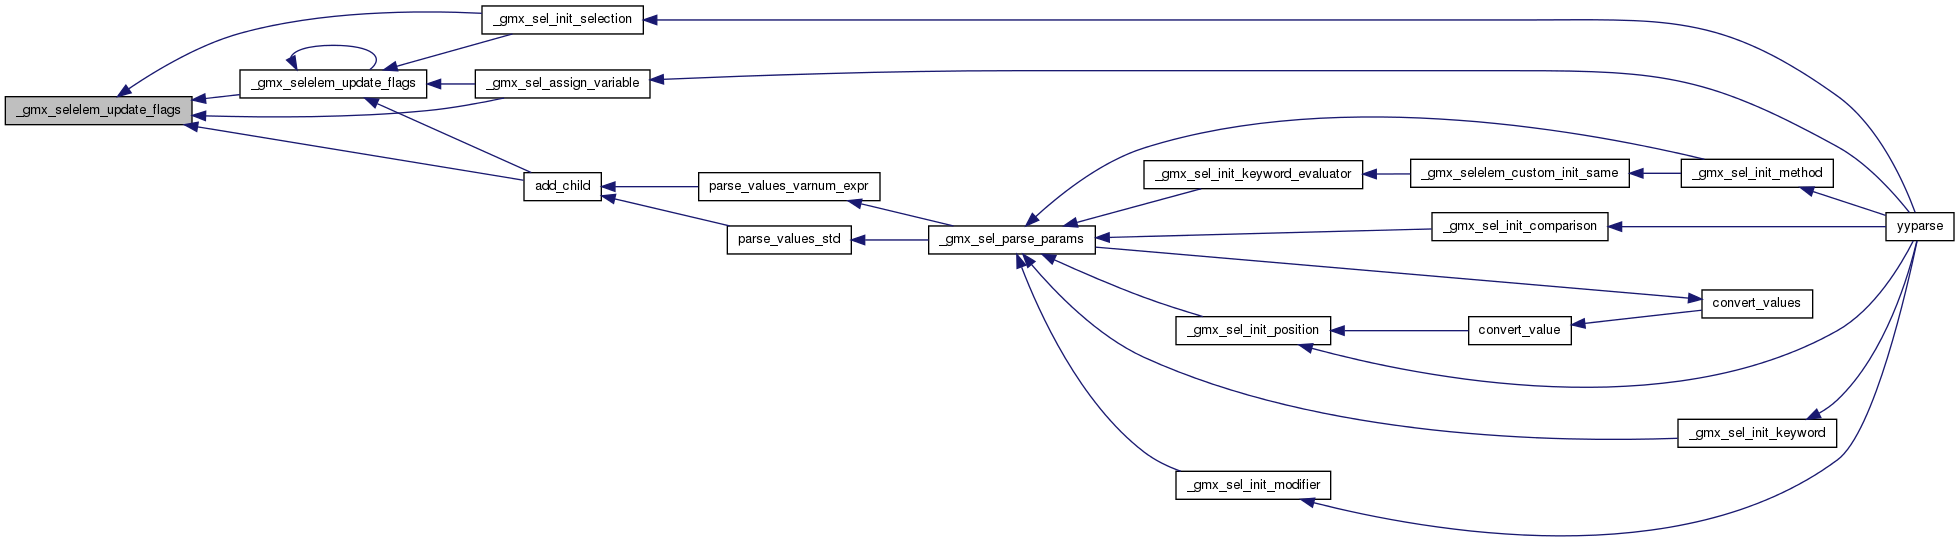 _gmx_sel_init_selection
_gmx_selelem_update_flags
_gmx_sel_assign_variable
_gmx_selelem_update_flags
add_child
parse_values_varnum_expr
parse_values_std
_gmx_sel_parse_params
_gmx_sel_init_keyword_evaluator
_gmx_selelem_custom_init_same
_gmx_sel_init_method
_gmx_sel_init_comparison
yyparse
convert_values
_gmx_sel_init_position
convert_value
_gmx_sel_init_keyword
_gmx_sel_init_modifier